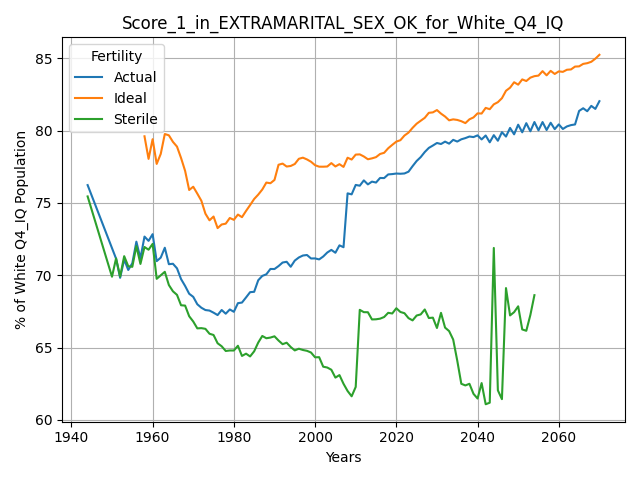 Score_1_in_EXTRAMARITAL_SEX_OK_for_White_Q4_IQ
Fertility
Actual
Ideal
Sterile
% of White Q4_IQ Population
85
80
75
70
65
60
1940
1960
1980
2000
2020
2040
2060
Years